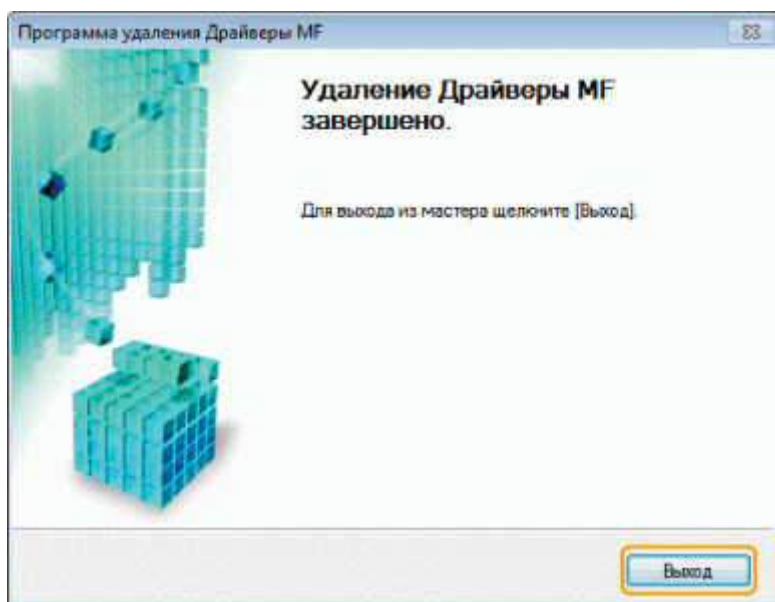 Программа удаления Драйверы MF
Удаление Драйверы MF
завершено.
Для выхода из мастера щелкните [Выход].
Выход